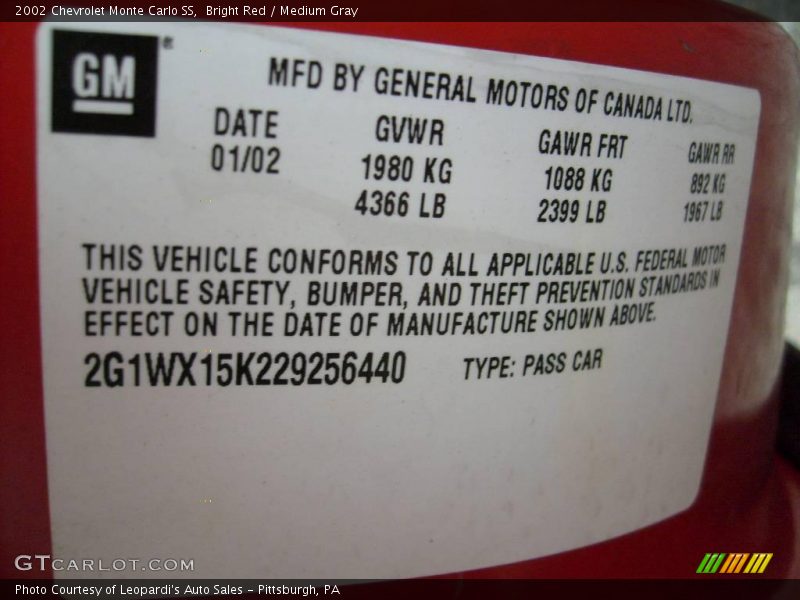 2002 Chevrolet Monte Carlo SS,  Bright Red / Medium Gray
GM ®
MFD BY GENERAL MOTORS OF CANADA LTD.
DATE GVWR GAWR FRT GAWR RR
01/02 1980 KG 1088 KG 892 KG
4366 LB 2399 LB 1967 LB
THIS VEHICLE CONFORMS TO ALL APPLICABLE U.S. FEDERAL MOTOR
VEHICLE SAFETY, BUMPER, AND THEFT PREVENTION STANDARDS IN
EFFECT ON THE DATE OF MANUFACTURE SHOWN ABOVE.
2G1WX15K229256440 TYPE: PASS CAR
GTCARLOT.COM
Photo Courtesy of Leopardi's Auto Sales - Pittsburgh, PA